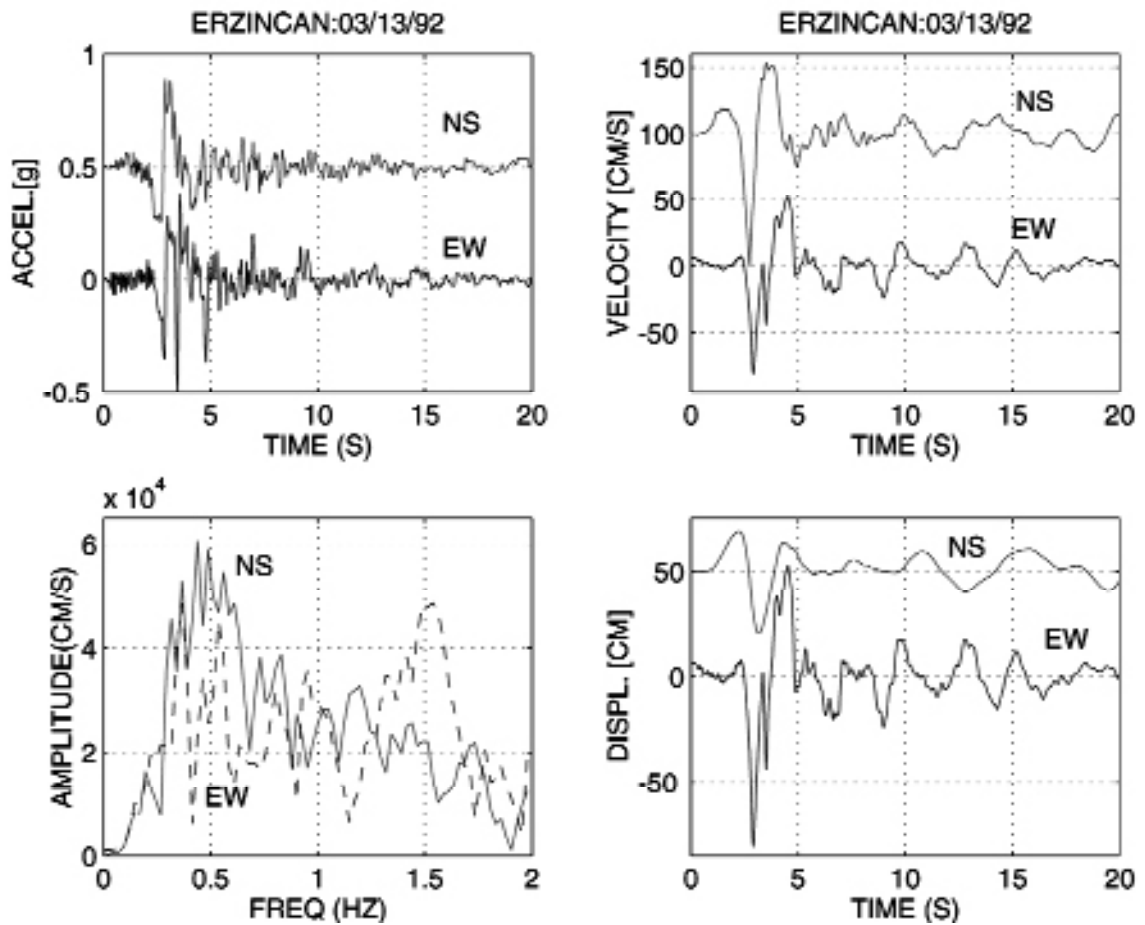 ERZINCAN:03/13/92
ACCEL.[g]
1
0.5
0
-0.5
NS
EW
0 5 10 15 20
TIME (S)
ERZINCAN:03/13/92
VELOCITY [CM/S]
150
100
50
0
-50
NS
EW
0 5 10 15 20
TIME (S)
x 10^4
AMPLITUDE(CM/S)
6
4
2
0
NS
EW
0 0.5 1 1.5 2
FREQ (HZ)
DISPL. [CM]
50
0
-50
NS
EW
0 5 10 15 20
TIME (S)